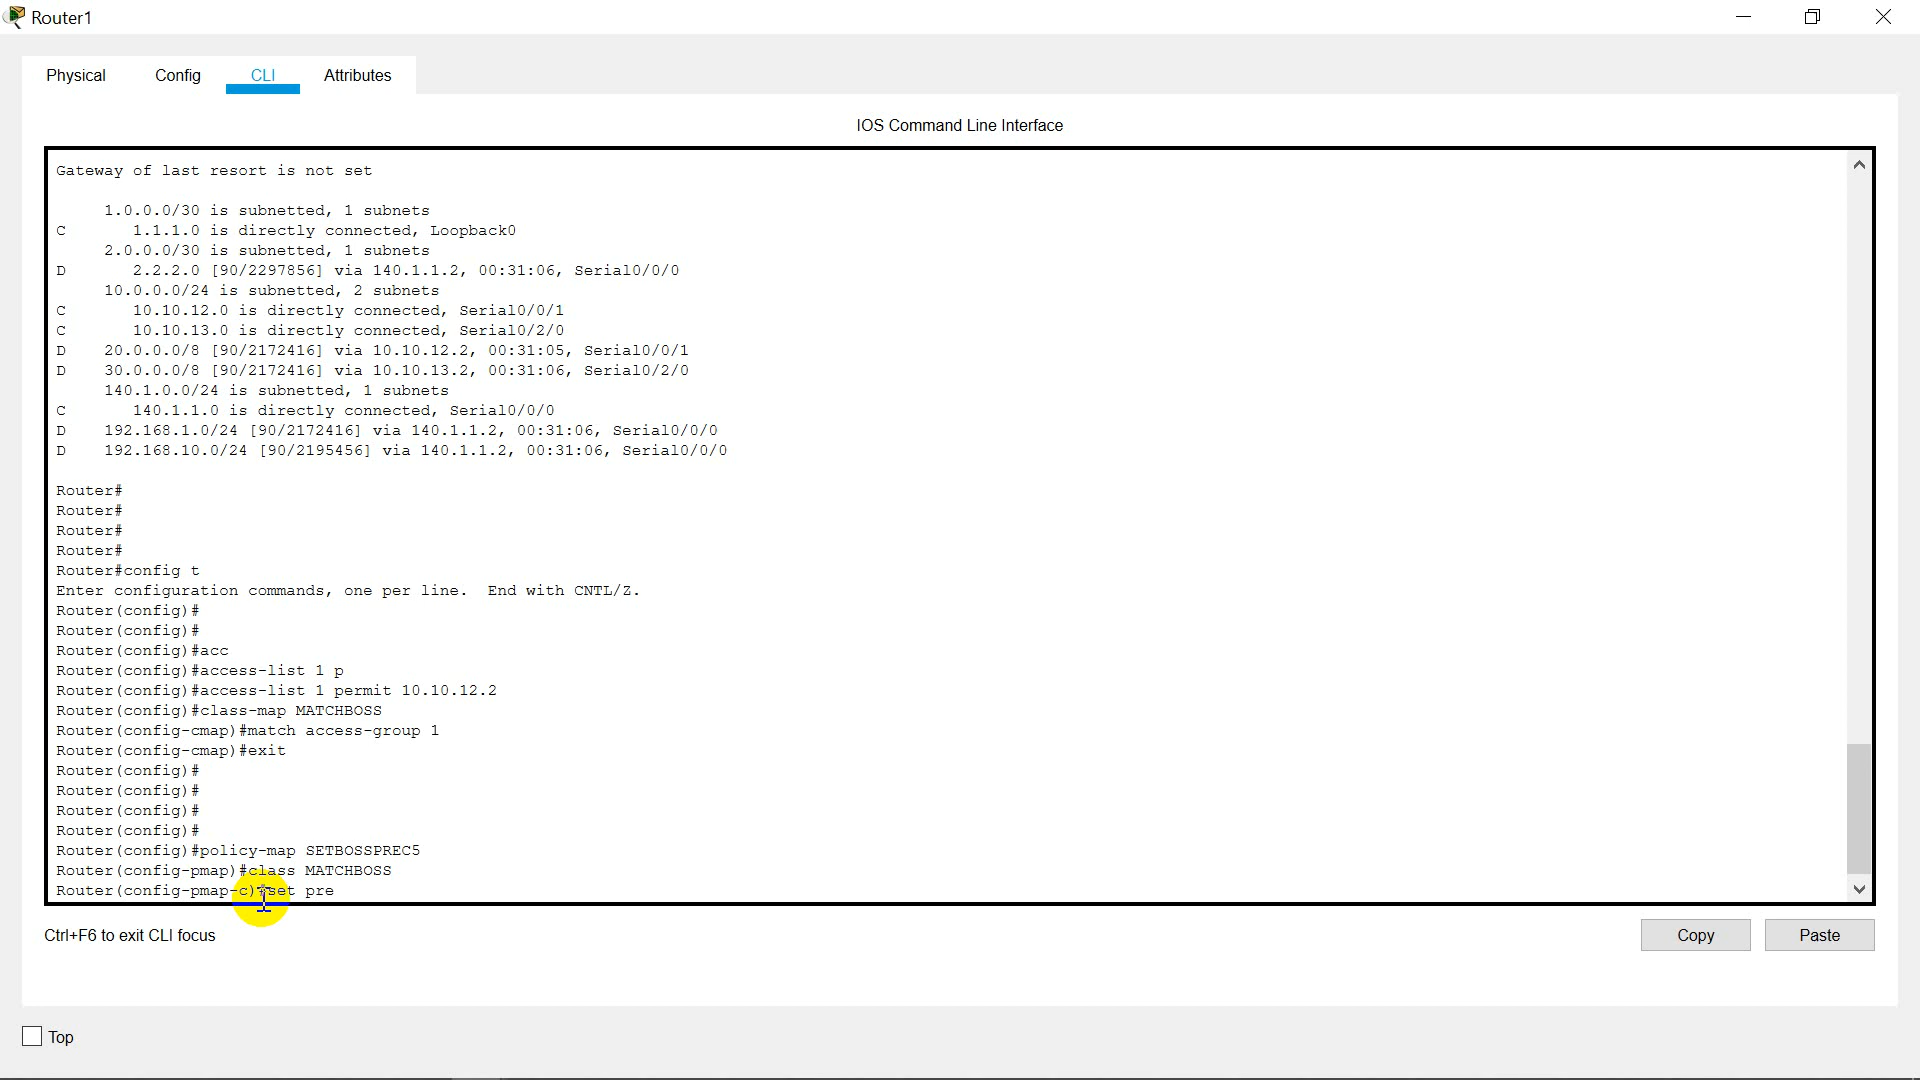 Router1
Physical Config CLI Attributes
IOS Command Line Interface
Gateway of last resort is not set
1.0.0.0/30 is subnetted, 1 subnets
C 1.1.1.0 is directly connected, Loopback0
2.0.0.0/30 is subnetted, 1 subnets
D 2.2.2.0 [90/2297856] via 140.1.1.2, 00:31:06, Serial0/0/0
10.0.0.0/24 is subnetted, 2 subnets
C 10.10.12.0 is directly connected, Serial0/0/1
C 10.10.13.0 is directly connected, Serial0/2/0
D 20.0.0.0/8 [90/2172416] via 10.10.12.2, 00:31:05, Serial0/0/1
D 30.0.0.0/8 [90/2172416] via 10.10.13.2, 00:31:06, Serial0/2/0
140.1.0.0/24 is subnetted, 1 subnets
C 140.1.1.0 is directly connected, Serial0/0/0
D 192.168.1.0/24 [90/2172416] via 140.1.1.2, 00:31:06, Serial0/0/0
D 192.168.10.0/24 [90/2195456] via 140.1.1.2, 00:31:06, Serial0/0/0
Router#
Router#
Router#
Router#
Router#config t
Enter configuration commands, one per line. End with CNTL/Z.
Router(config)#
Router(config)#
Router(config)#acc
Router(config)#access-list 1 p
Router(config)#access-list 1 permit 10.10.12.2
Router(config)#class-map MATCHBOSS
Router(config-cmap)#match access-group 1
Router(config-cmap)#exit
Router(config)#
Router(config)#
Router(config)#
Router(config)#
Router(config)#policy-map SETBOSSPREC5
Router(config-pmap)#class MATCHBOSS
Router(config-pmap-c)#set pre
Ctrl+F6 to exit CLI focus
Copy Paste
Top